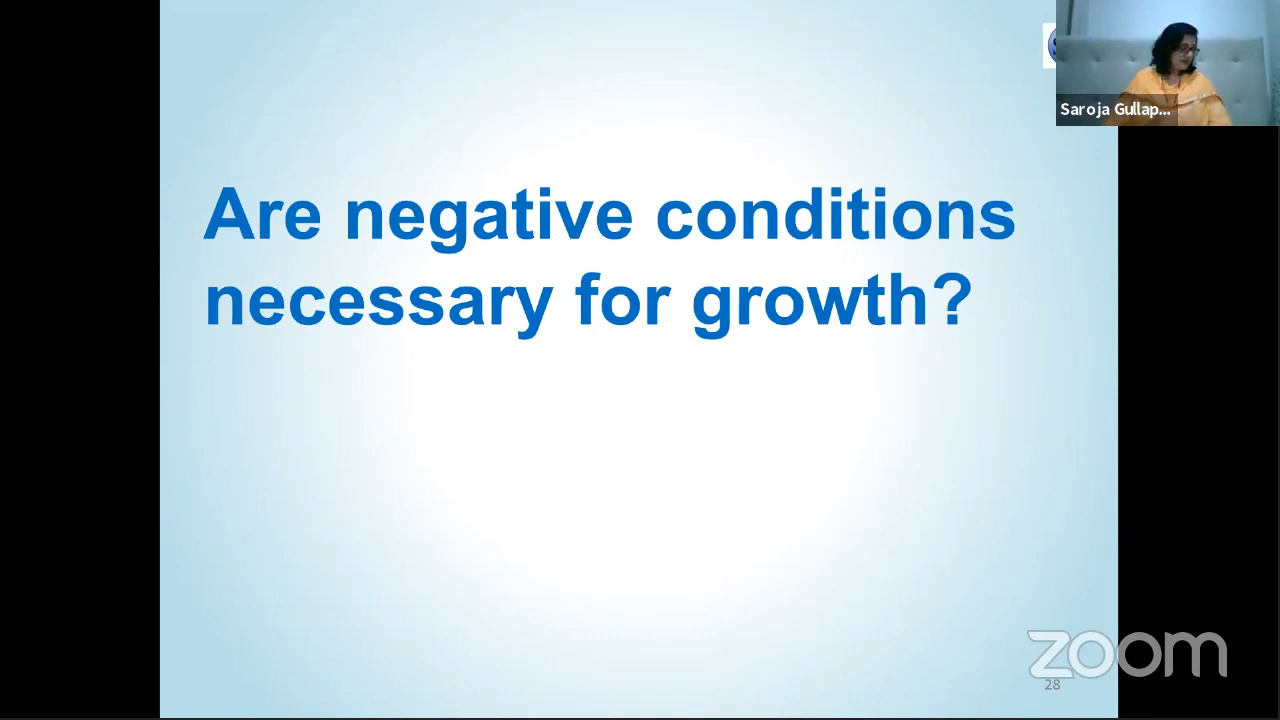 Saroja Gullap...
Are negative conditions
necessary for growth?
zoom
28